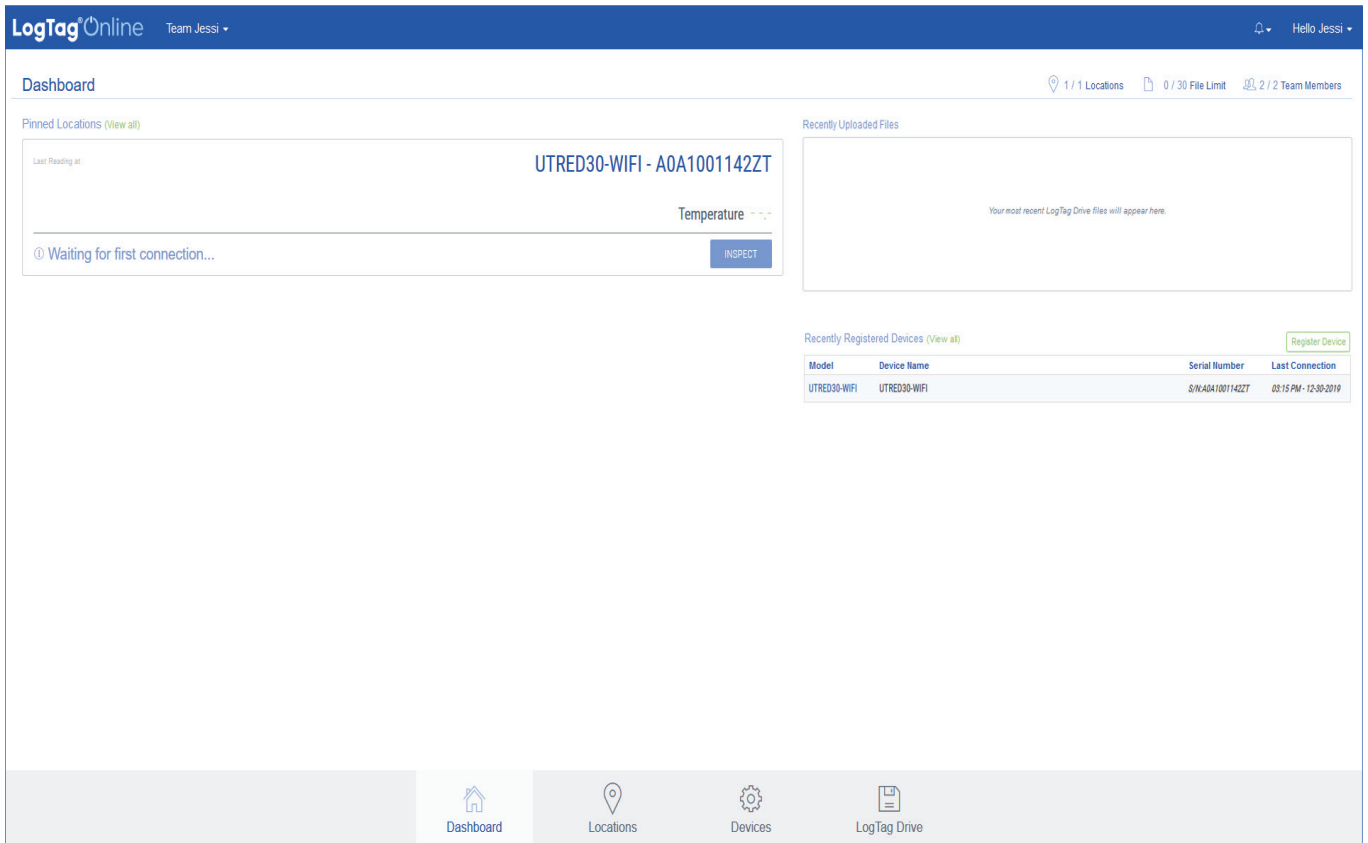 LogTag® Online Team Jessi Hello Jessi
Dashboard 1 / 1 Locations 0 / 30 File Limit 2 / 2 Team Members
Pinned Locations (View all)
Last Reading at
UTRED30-WIFI - A0A1001142ZT
Temperature --.-
Waiting for first connection... INSPECT
Recently Uploaded Files
Your most recent LogTag Drive files will appear here.
Recently Registered Devices (View all) Register Device
Model Device Name Serial Number Last Connection
UTRED30-WIFI UTRED30-WIFI S/N:A0A1001142ZT 03:15 PM - 12-30-2019
Dashboard Locations Devices LogTag Drive